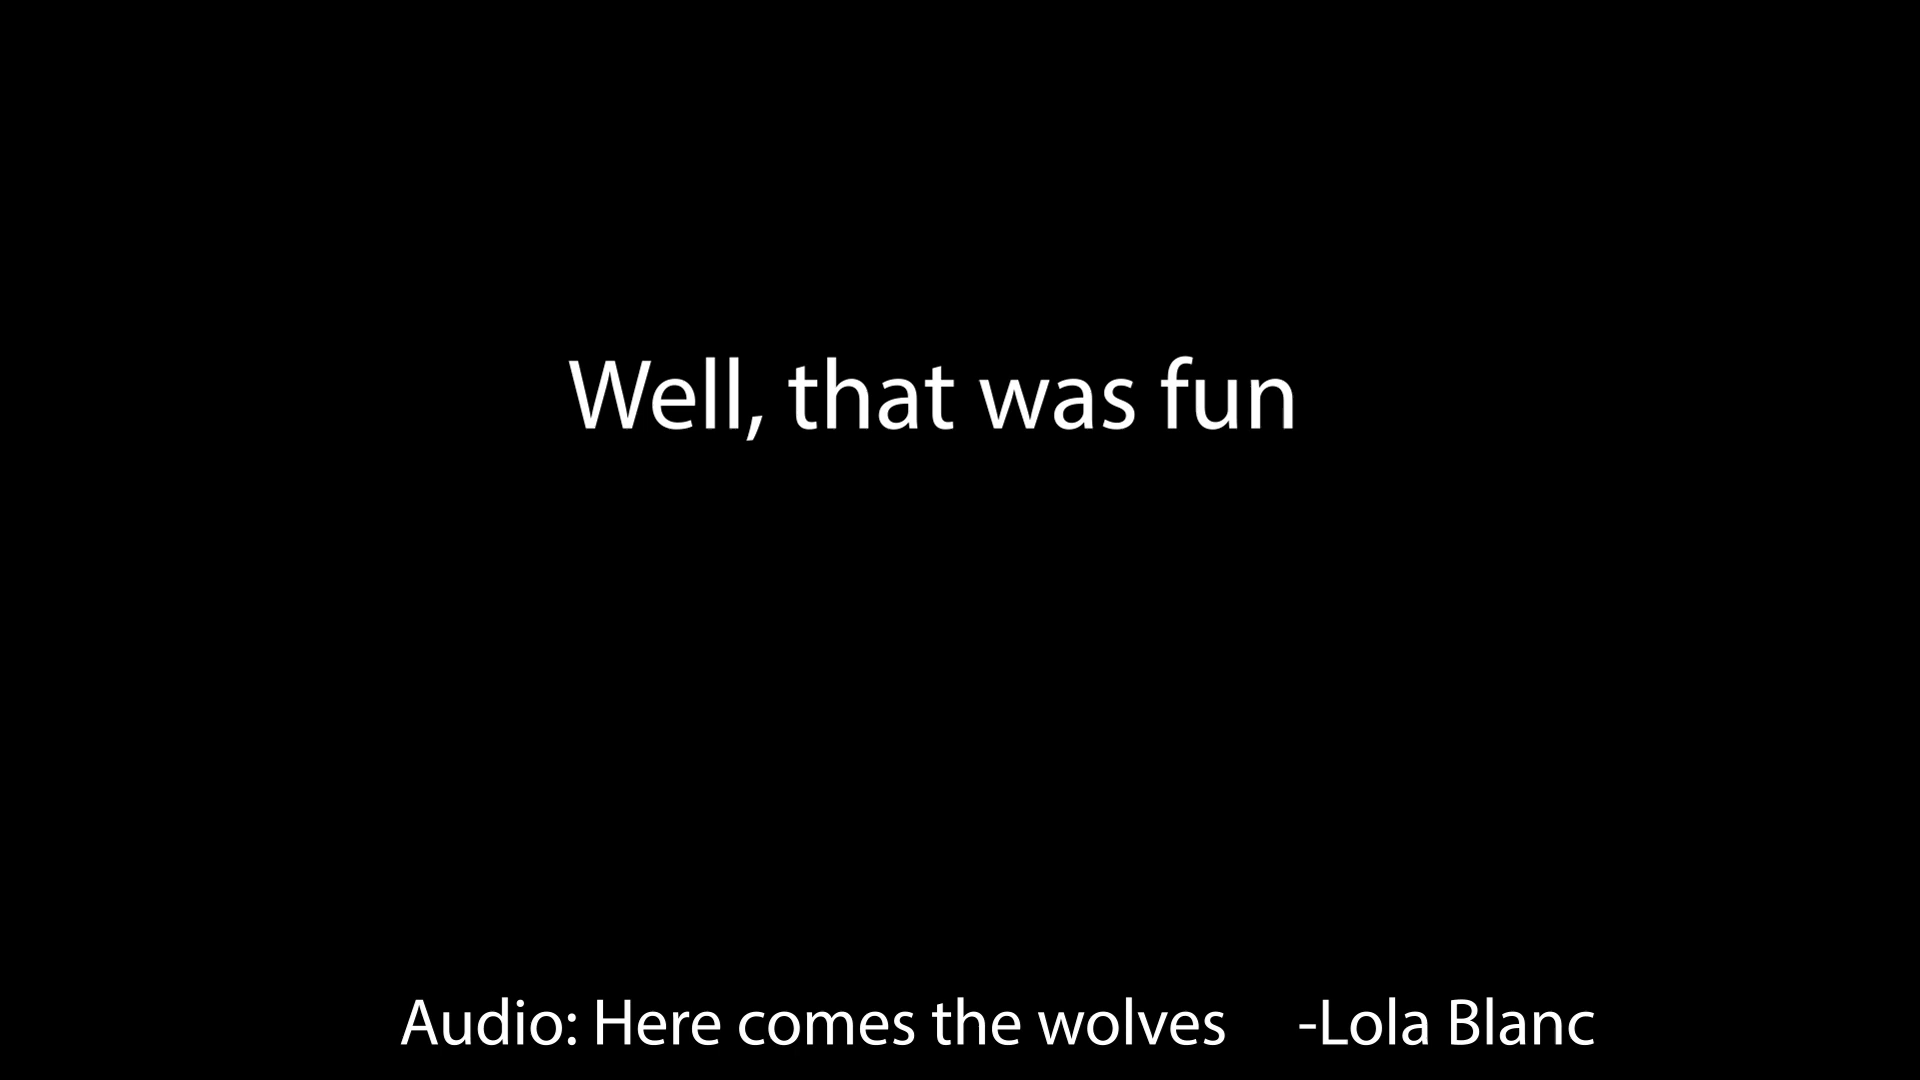 Well, that was fun
Audio: Here comes the wolves -Lola Blanc